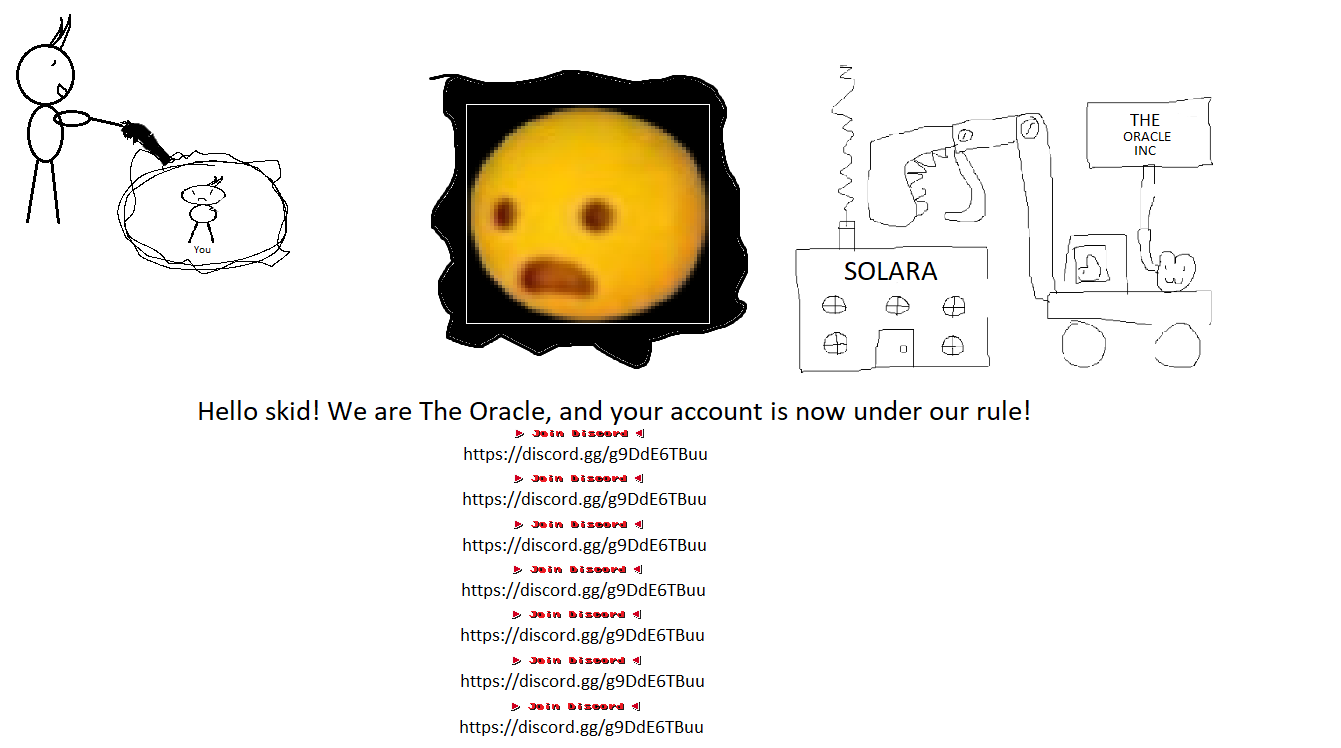 You
THE
ORACLE
INC
SOLARA
Hello skid! We are The Oracle, and your account is now under our rule!
Join Discord
https://discord.gg/g9DdE6TBuu
Join Discord
https://discord.gg/g9DdE6TBuu
Join Discord
https://discord.gg/g9DdE6TBuu
Join Discord
https://discord.gg/g9DdE6TBuu
Join Discord
https://discord.gg/g9DdE6TBuu
Join Discord
https://discord.gg/g9DdE6TBuu
Join Discord
https://discord.gg/g9DdE6TBuu